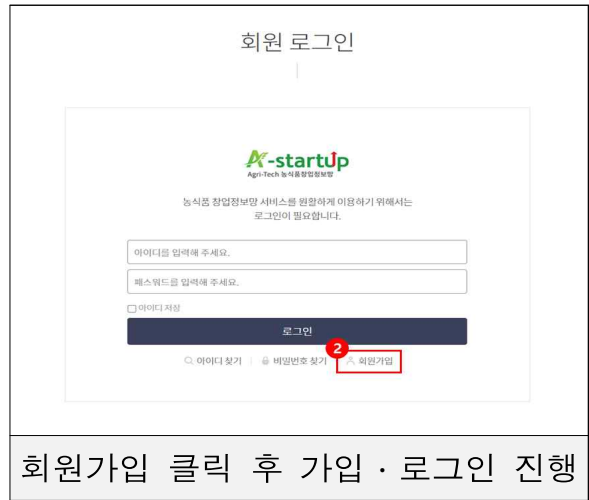 회원 로그인
A-startup
Agri-Tech 농식품창업정보망
농식품 창업정보망 서비스를 원활하게 이용하기 위해서는
로그인이 필요합니다.
아이디를 입력해 주세요.
패스워드를 입력해 주세요.
아이디 저장
로그인
2
아이디 찾기 | 비밀번호 찾기 회원가입
회원가입 클릭 후 가입·로그인 진행